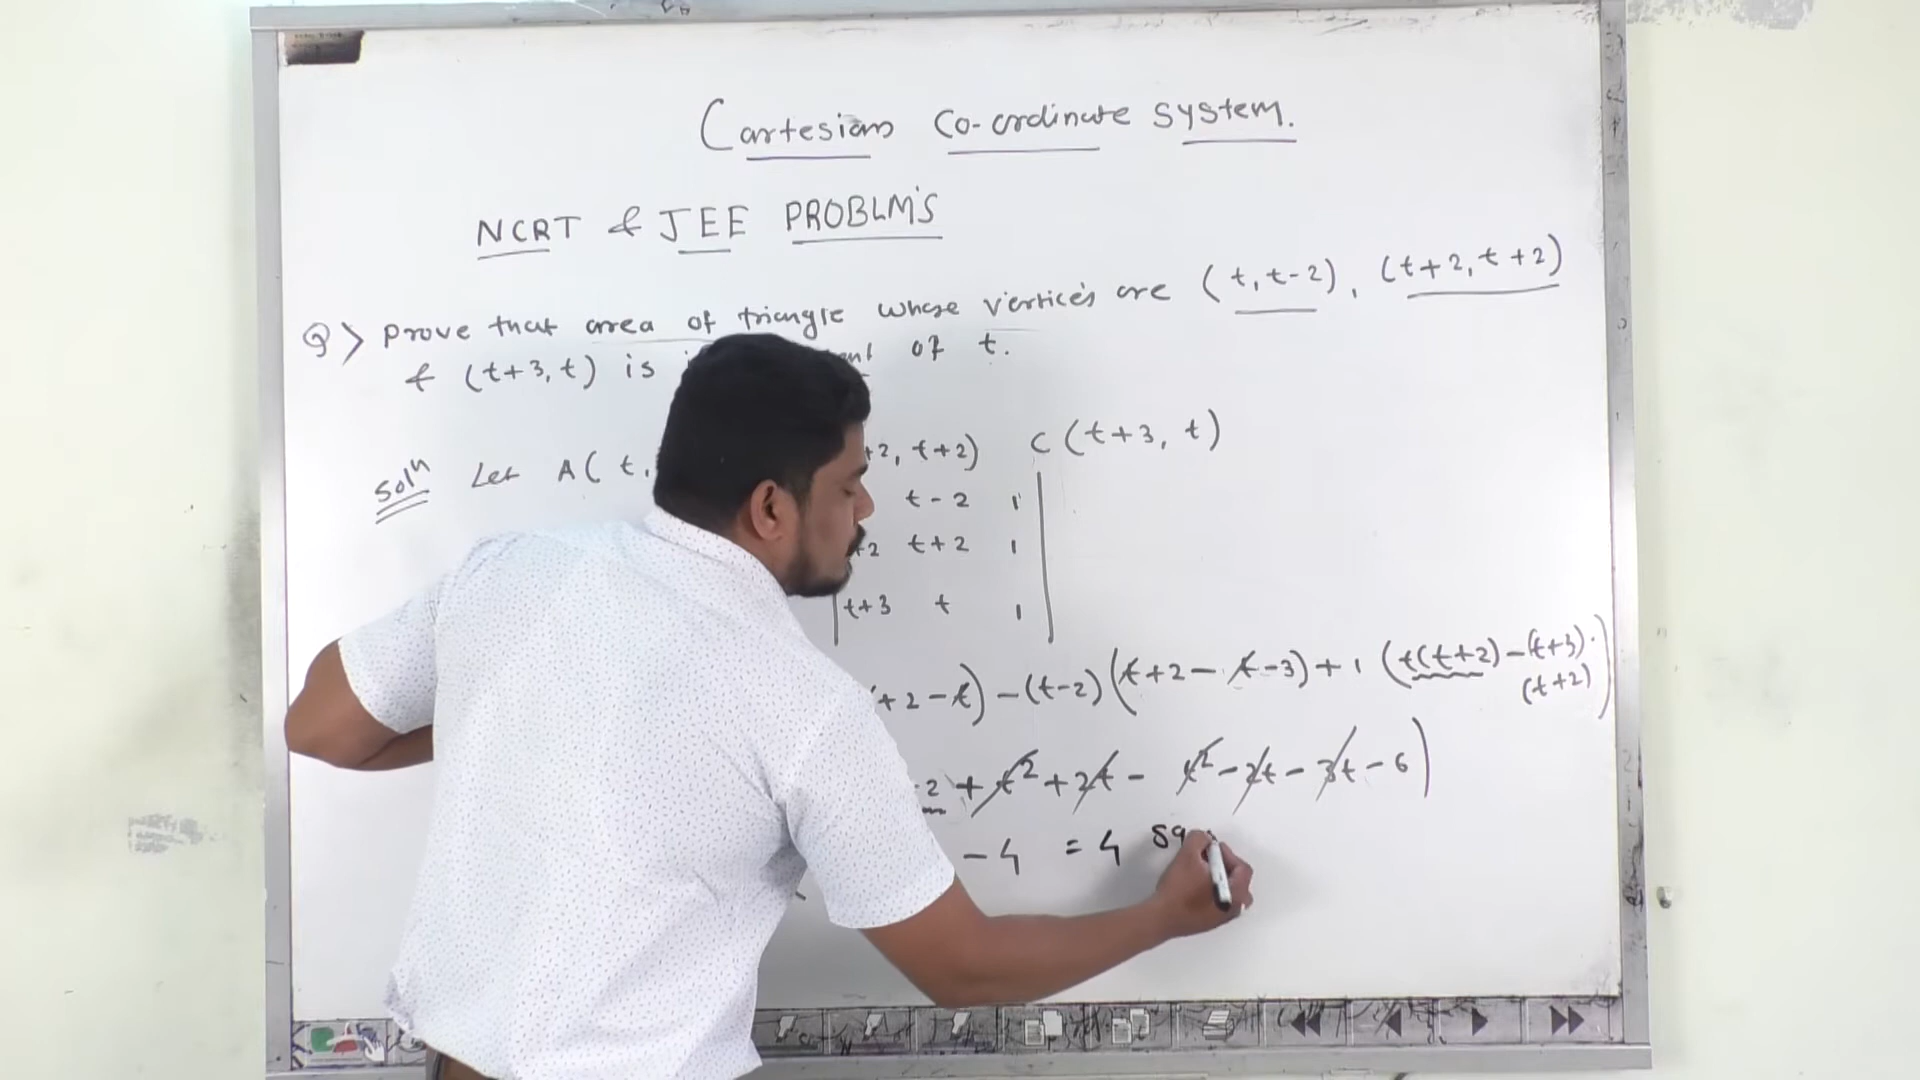 Cartesian Co-ordinate system.
NCRT & JEE PROBLM'S
Q> Prove that area of triangle whose vertices are (t, t-2), (t+2, t+2)
& (t+3, t) is of t.
Solⁿ Let A( t, +2, t+2) C (t+3, t)
t-2 1
+2 t+2 1
t+3 t 1
+2-t) -(t-2)(t+2-t-3)+1 (t(t+2)-(t+3).
(t+2))
-2 + t²+2t - t²-2t-3t-6)
-4 = 4 sq